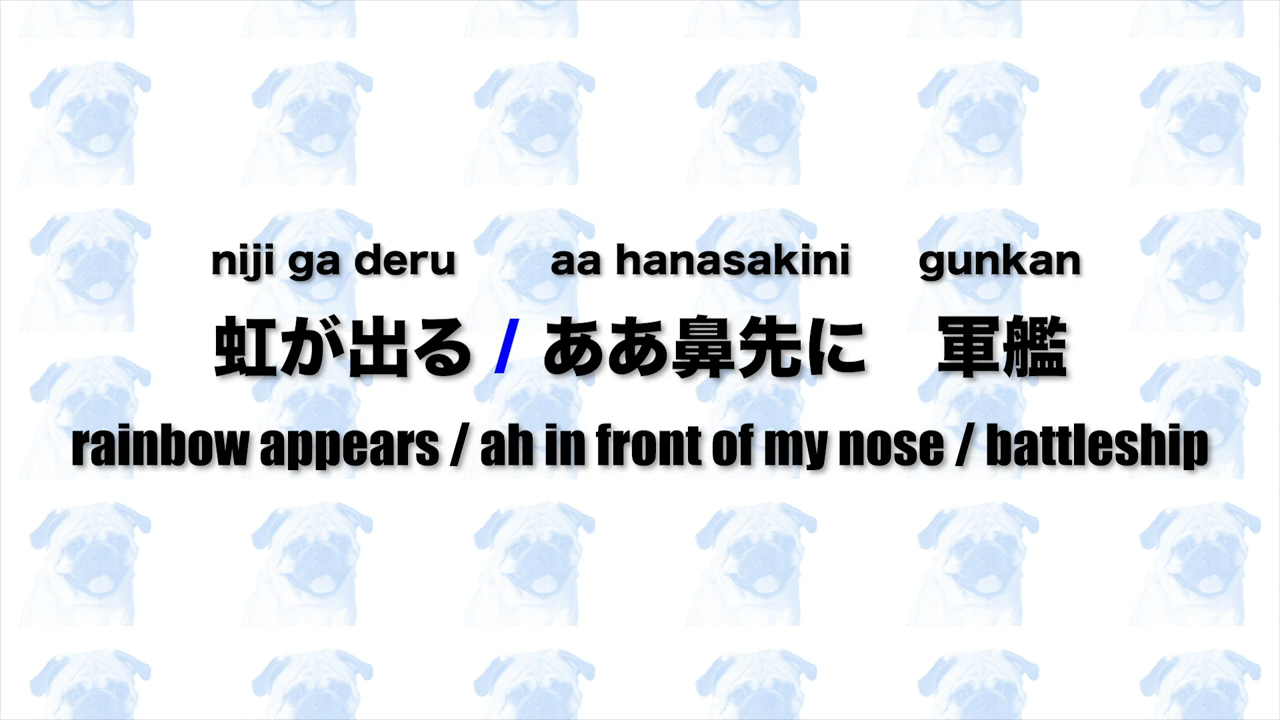 niji ga deru aa hanasakini gunkan
虹が出る / ああ鼻先に　軍艦
rainbow appears / ah in front of my nose / battleship